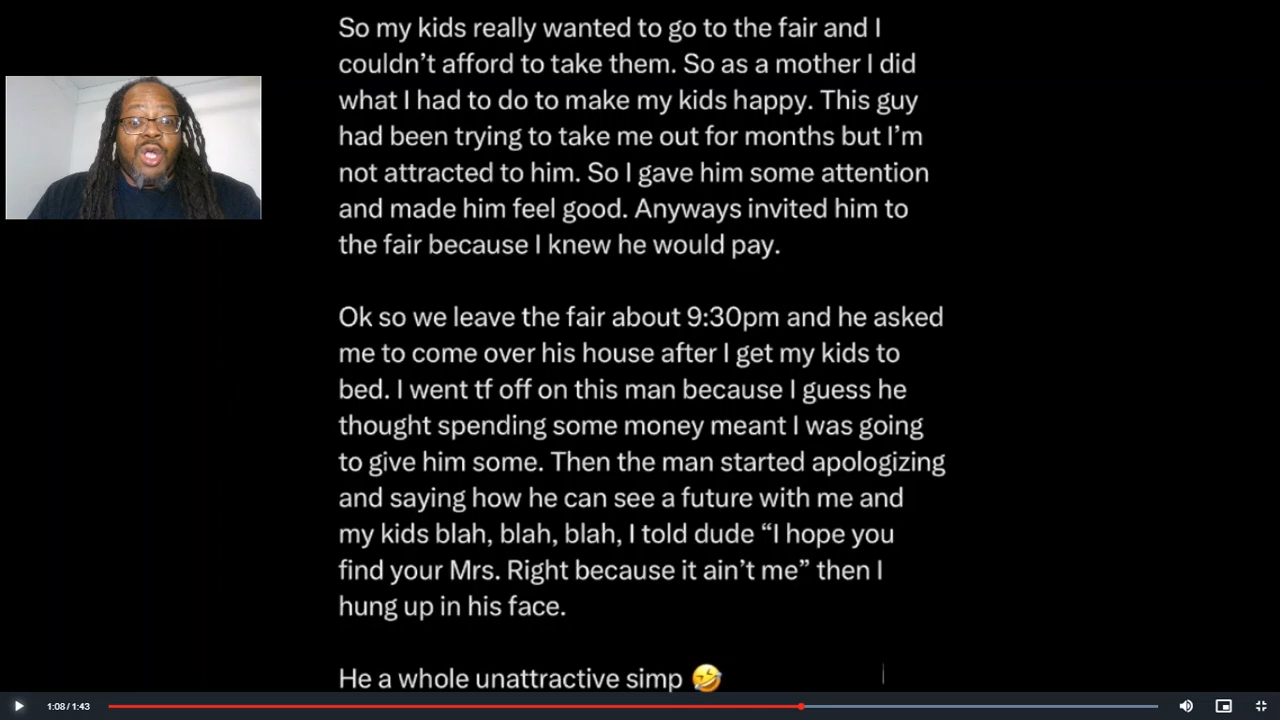 So my kids really wanted to go to the fair and I
couldn’t afford to take them. So as a mother I did
what I had to do to make my kids happy. This guy
had been trying to take me out for months but I’m
not attracted to him. So I gave him some attention
and made him feel good. Anyways invited him to
the fair because I knew he would pay.
Ok so we leave the fair about 9:30pm and he asked
me to come over his house after I get my kids to
bed. I went tf off on this man because I guess he
thought spending some money meant I was going
to give him some. Then the man started apologizing
and saying how he can see a future with me and
my kids blah, blah, blah, I told dude “I hope you
find your Mrs. Right because it ain’t me” then I
hung up in his face.
He a whole unattractive simp 🤣
1:08 / 1:43